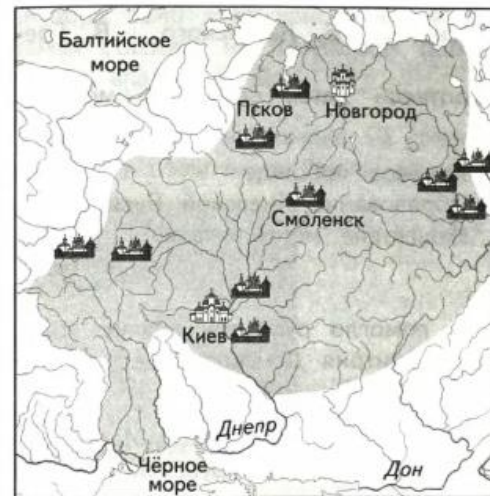 Балтийское
море
Псков
Новгород
Смоленск
Киев
Днепр
Чёрное
море
Дон